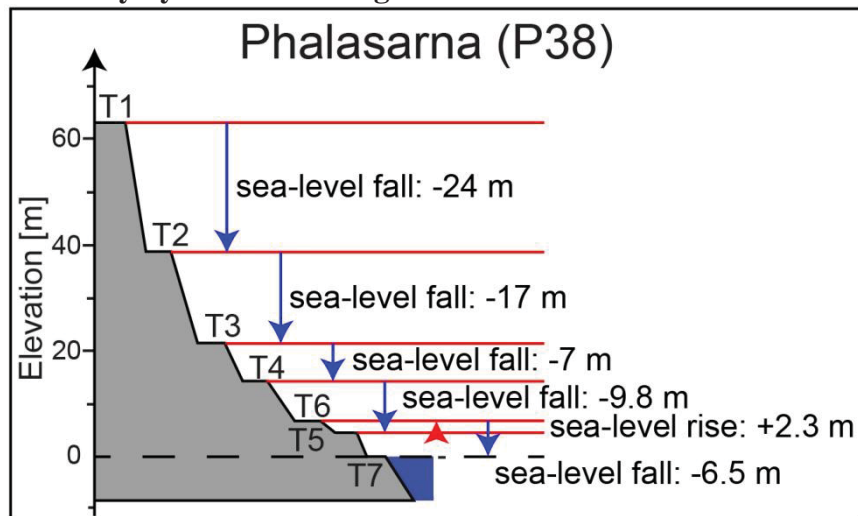 Phalasarna (P38)
Elevation [m]
60
40
20
0
T1
T2
T3
T4
T6
T5
T7
sea-level fall: -24 m
sea-level fall: -17 m
sea-level fall: -7 m
sea-level fall: -9.8 m
sea-level rise: +2.3 m
sea-level fall: -6.5 m